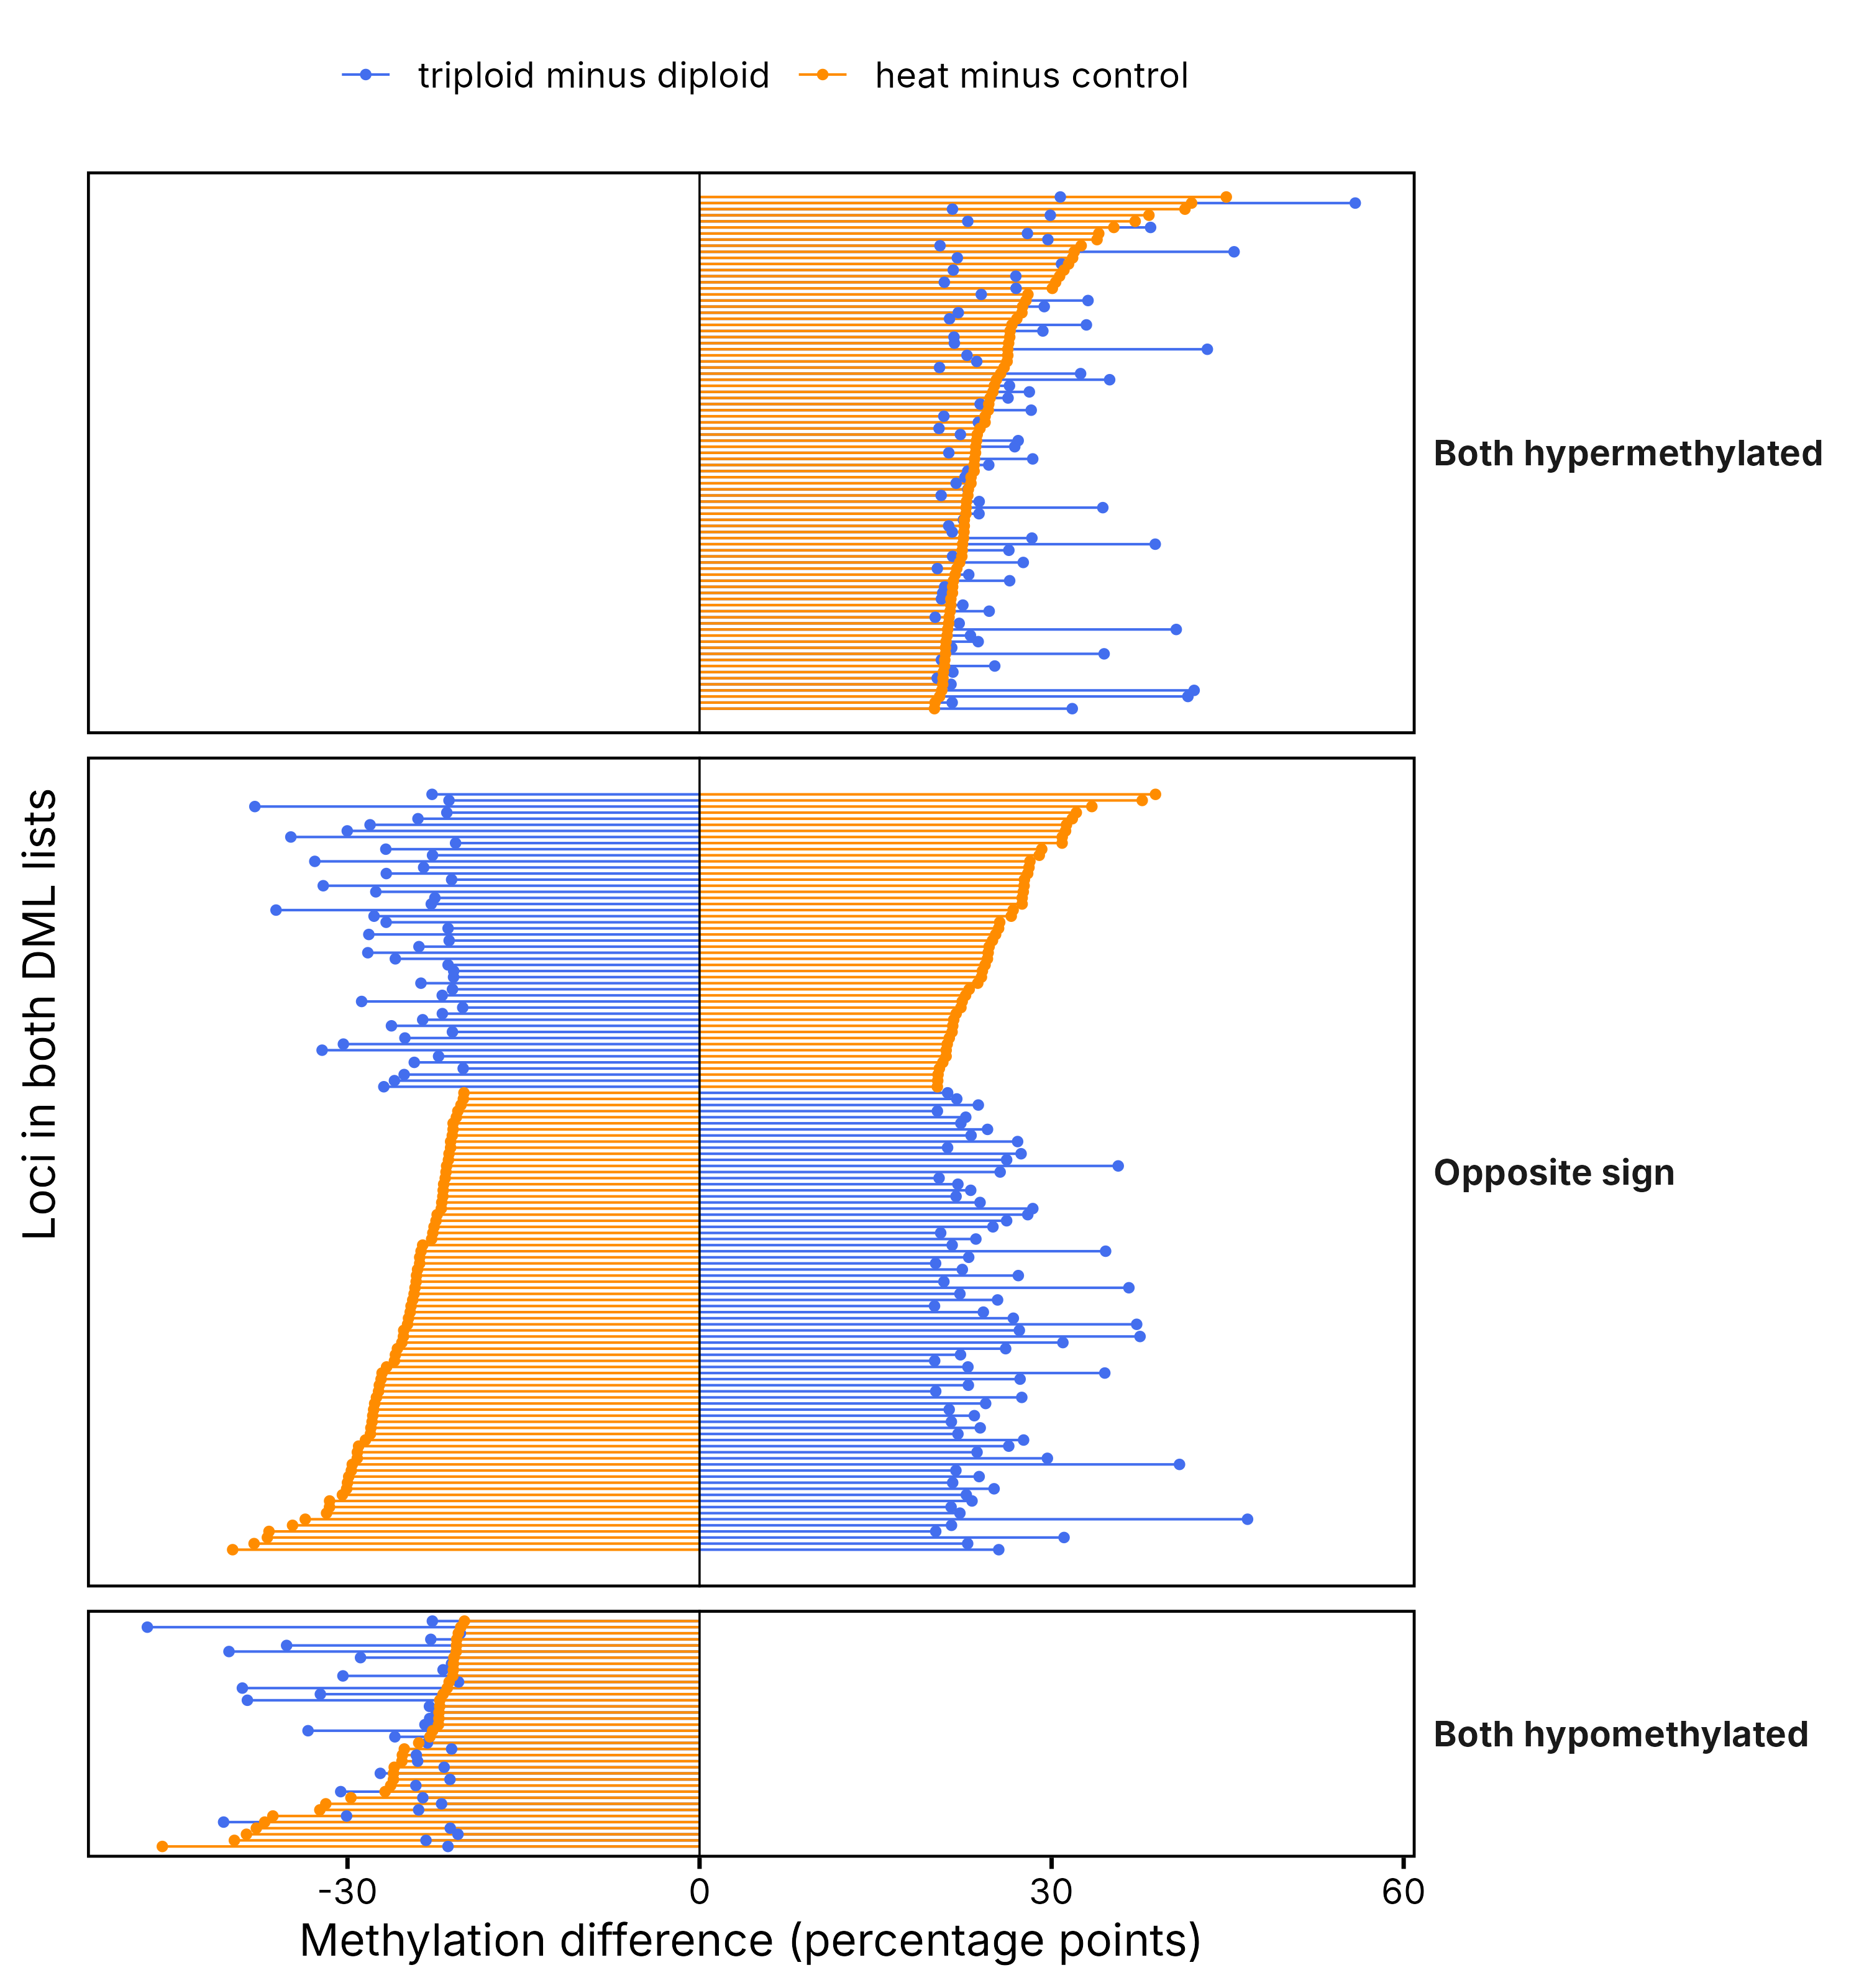 triploid minus diploid heat minus control
Both hypermethylated
Loci in both DML lists
Opposite sign
Both hypomethylated
-30 0 30 60
Methylation difference (percentage points)